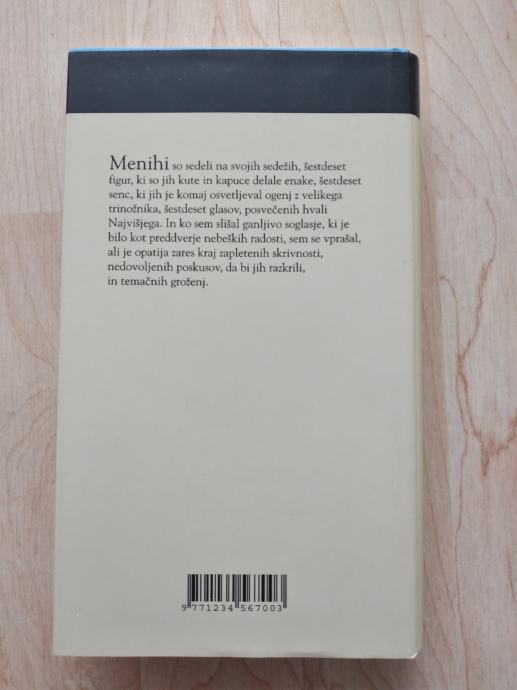 Menihi so sedeli na svojih sedežih, šestdeset
figur, ki so jih kute in kapuce delale enake, šestdeset
senc, ki jih je komaj osvetljeval ogenj z velikega
trinožnika, šestdeset glasov, posvečenih hvali
Najvišjega. In ko sem slišal ganljivo soglasje, ki je
bilo kot preddverje nebeških radosti, sem se vprašal,
ali je opatija zares kraj zapletenih skrivnosti,
nedovoljenih poskusov, da bi jih razkrili,
in temačnih groženj.
9 771234 567003